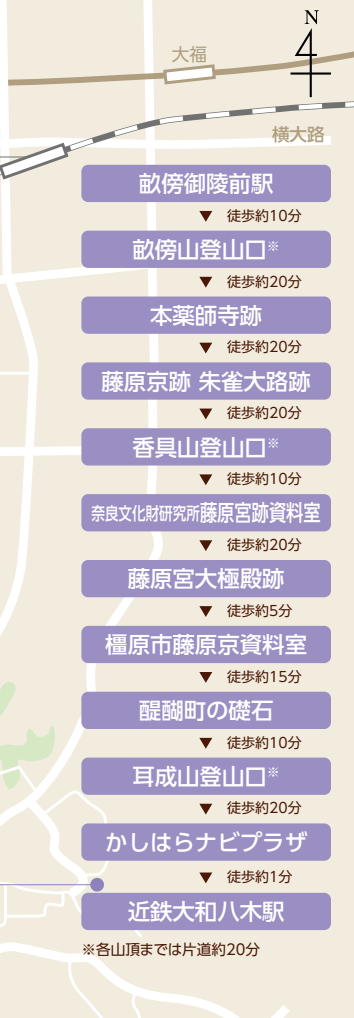 N
大福
横大路
畝傍御陵前駅
▼ 徒歩約10分
畝傍山登山口※
▼ 徒歩約20分
本薬師寺跡
▼ 徒歩約20分
藤原京跡 朱雀大路跡
▼ 徒歩約20分
香具山登山口※
▼ 徒歩約10分
奈良文化財研究所藤原宮跡資料室
▼ 徒歩約20分
藤原宮大極殿跡
▼ 徒歩約5分
橿原市藤原京資料室
▼ 徒歩約15分
醍醐町の礎石
▼ 徒歩約10分
耳成山登山口※
▼ 徒歩約20分
かしはらナビプラザ
▼ 徒歩約1分
近鉄大和八木駅
※各山頂までは片道約20分